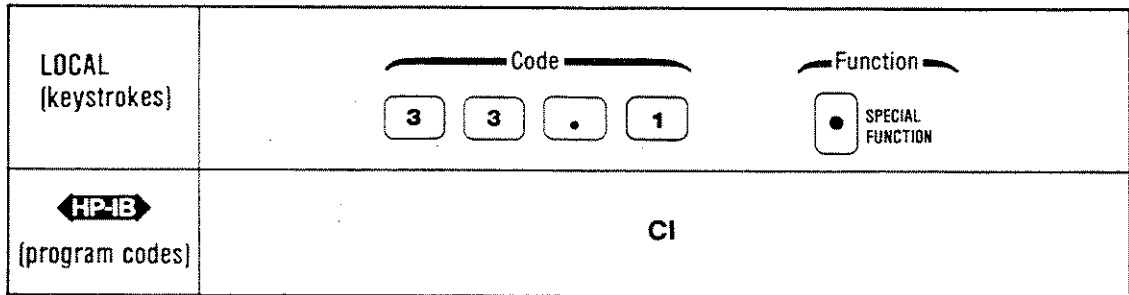 LOCAL
(keystrokes)
Code
Function
3 3 . 1
SPECIAL
FUNCTION
HP-IB
(program codes)
CI